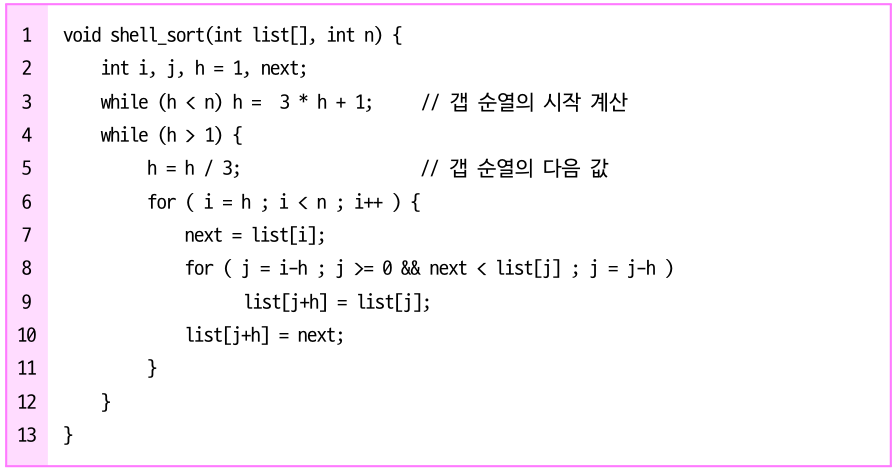 1 void shell_sort(int list[], int n) {
2 int i, j, h = 1, next;
3 while (h < n) h = 3 * h + 1; // 갭 순열의 시작 계산
4 while (h > 1) {
5 h = h / 3; // 갭 순열의 다음 값
6 for ( i = h ; i < n ; i++ ) {
7 next = list[i];
8 for ( j = i-h ; j >= 0 && next < list[j] ; j = j-h )
9 list[j+h] = list[j];
10 list[j+h] = next;
11 }
12 }
13 }